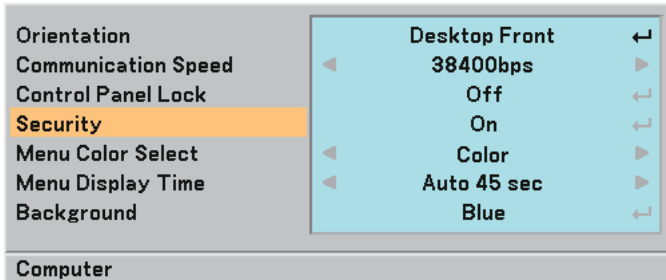 Orientation Desktop Front
Communication Speed 38400bps
Control Panel Lock Off
Security On
Menu Color Select Color
Menu Display Time Auto 45 sec
Background Blue
Computer